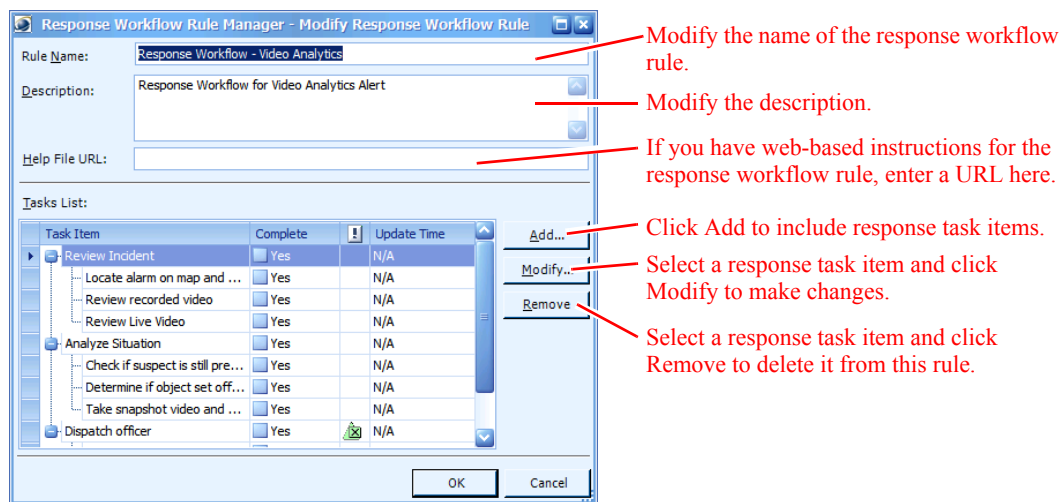 Response Workflow Rule Manager - Modify Response Workflow Rule
Rule Name:
Response Workflow - Video Analytics
Description:
Response Workflow for Video Analytics Alert
Help File URL:
Tasks List:
Task Item Complete ! Update Time
Review Incident Yes N/A
Locate alarm on map and ... Yes N/A
Review recorded video Yes N/A
Review Live Video Yes N/A
Analyze Situation Yes N/A
Check if suspect is still pre... Yes N/A
Determine if object set off... Yes N/A
Take snapshot video and ... Yes N/A
Dispatch officer Yes N/A
Add...
Modify...
Remove
OK
Cancel
Modify the name of the response workflow
rule.
Modify the description.
If you have web-based instructions for the
response workflow rule, enter a URL here.
Click Add to include response task items.
Select a response task item and click
Modify to make changes.
Select a response task item and click
Remove to delete it from this rule.